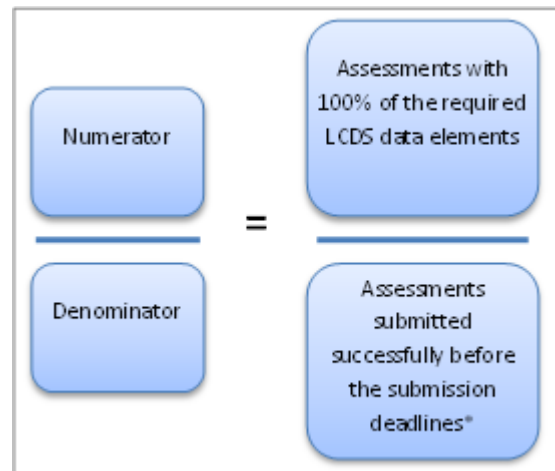 Numerator
=
Assessments with
100% of the required
LCDS data elements
Denominator
Assessments
submitted
successfully before
the submission
deadlines*